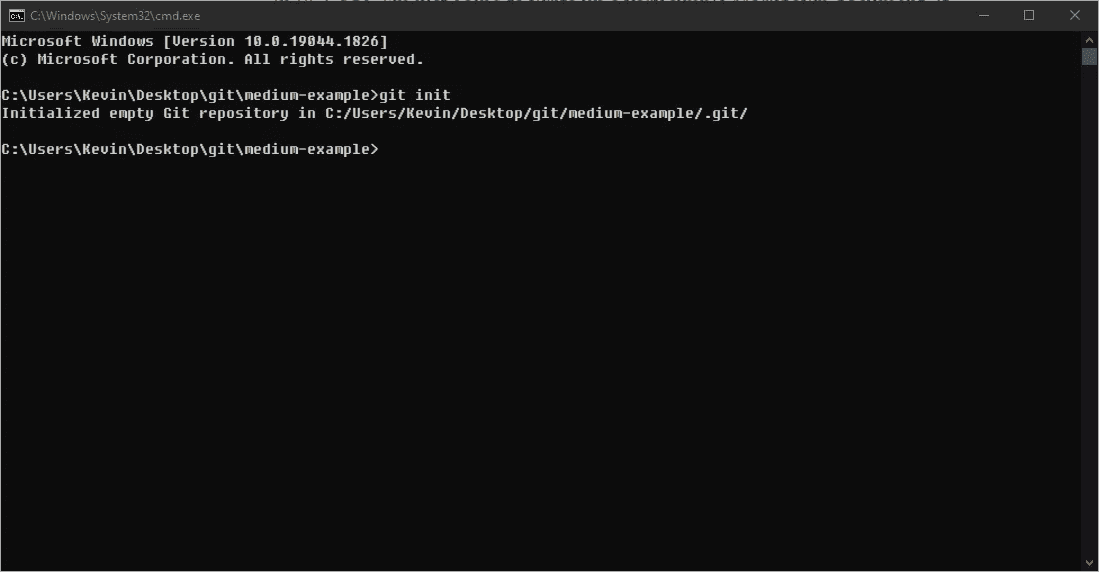 C:\Windows\System32\cmd.exe
Microsoft Windows [Version 10.0.19044.1826]
(c) Microsoft Corporation. All rights reserved.
C:\Users\Kevin\Desktop\git\medium-example>git init
Initialized empty Git repository in C:/Users/Kevin/Desktop/git/medium-example/.git/
C:\Users\Kevin\Desktop\git\medium-example>